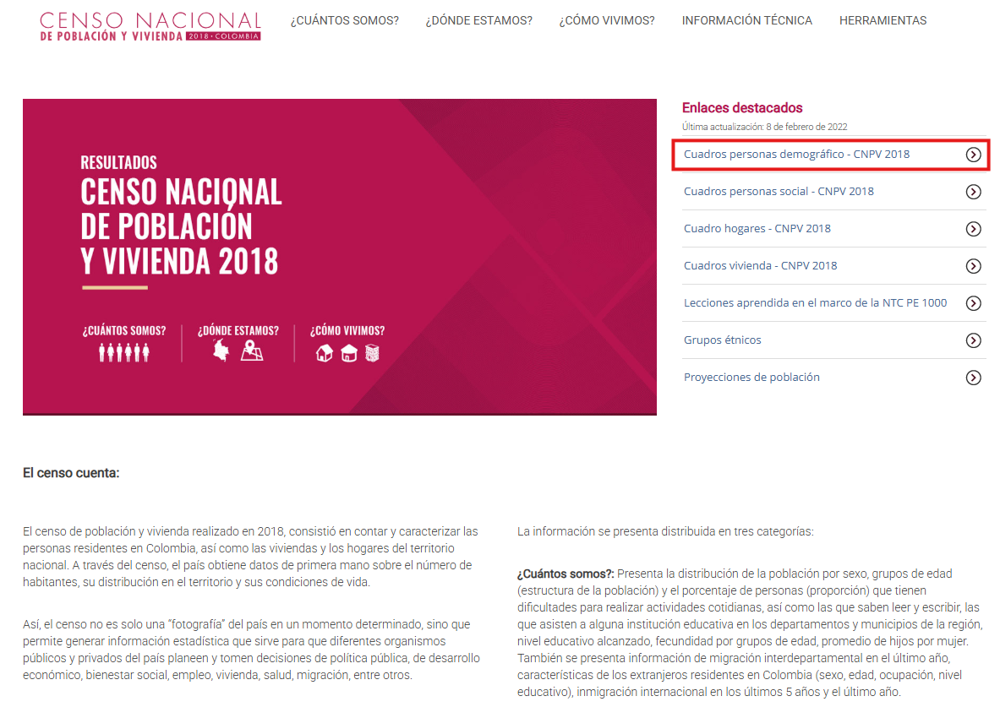 CENSO NACIONAL
DE POBLACIÓN Y VIVIENDA 2018 · COLOMBIA
¿CUÁNTOS SOMOS?
¿DÓNDE ESTAMOS?
¿CÓMO VIVIMOS?
INFORMACIÓN TÉCNICA
HERRAMIENTAS
RESULTADOS
CENSO NACIONAL
DE POBLACIÓN
Y VIVIENDA 2018
¿CUÁNTOS SOMOS?
¿DÓNDE ESTAMOS?
¿CÓMO VIVIMOS?
Enlaces destacados
Última actualización: 8 de febrero de 2022
Cuadros personas demográfico - CNPV 2018
Cuadros personas social - CNPV 2018
Cuadro hogares - CNPV 2018
Cuadros vivienda - CNPV 2018
Lecciones aprendida en el marco de la NTC PE 1000
Grupos étnicos
Proyecciones de población
El censo cuenta:
El censo de población y vivienda realizado en 2018, consistió en contar y caracterizar las
personas residentes en Colombia, así como las viviendas y los hogares del territorio
nacional. A través del censo, el país obtiene datos de primera mano sobre el número de
habitantes, su distribución en el territorio y sus condiciones de vida.
Así, el censo no es solo una “fotografía” del país en un momento determinado, sino que
permite generar información estadística que sirve para que diferentes organismos
públicos y privados del país planeen y tomen decisiones de política pública, de desarrollo
económico, bienestar social, empleo, vivienda, salud, migración, entre otros.
La información se presenta distribuida en tres categorías:
¿Cuántos somos?: Presenta la distribución de la población por sexo, grupos de edad
(estructura de la población) y el porcentaje de personas (proporción) que tienen
dificultades para realizar actividades cotidianas, así como las que saben leer y escribir, las
que asisten a alguna institución educativa en los departamentos y municipios de la región,
nivel educativo alcanzado, fecundidad por grupos de edad, promedio de hijos por mujer.
También se presenta información de migración interdepartamental en el último año,
características de los extranjeros residentes en Colombia (sexo, edad, ocupación, nivel
educativo), inmigración internacional en los últimos 5 años y el último año.